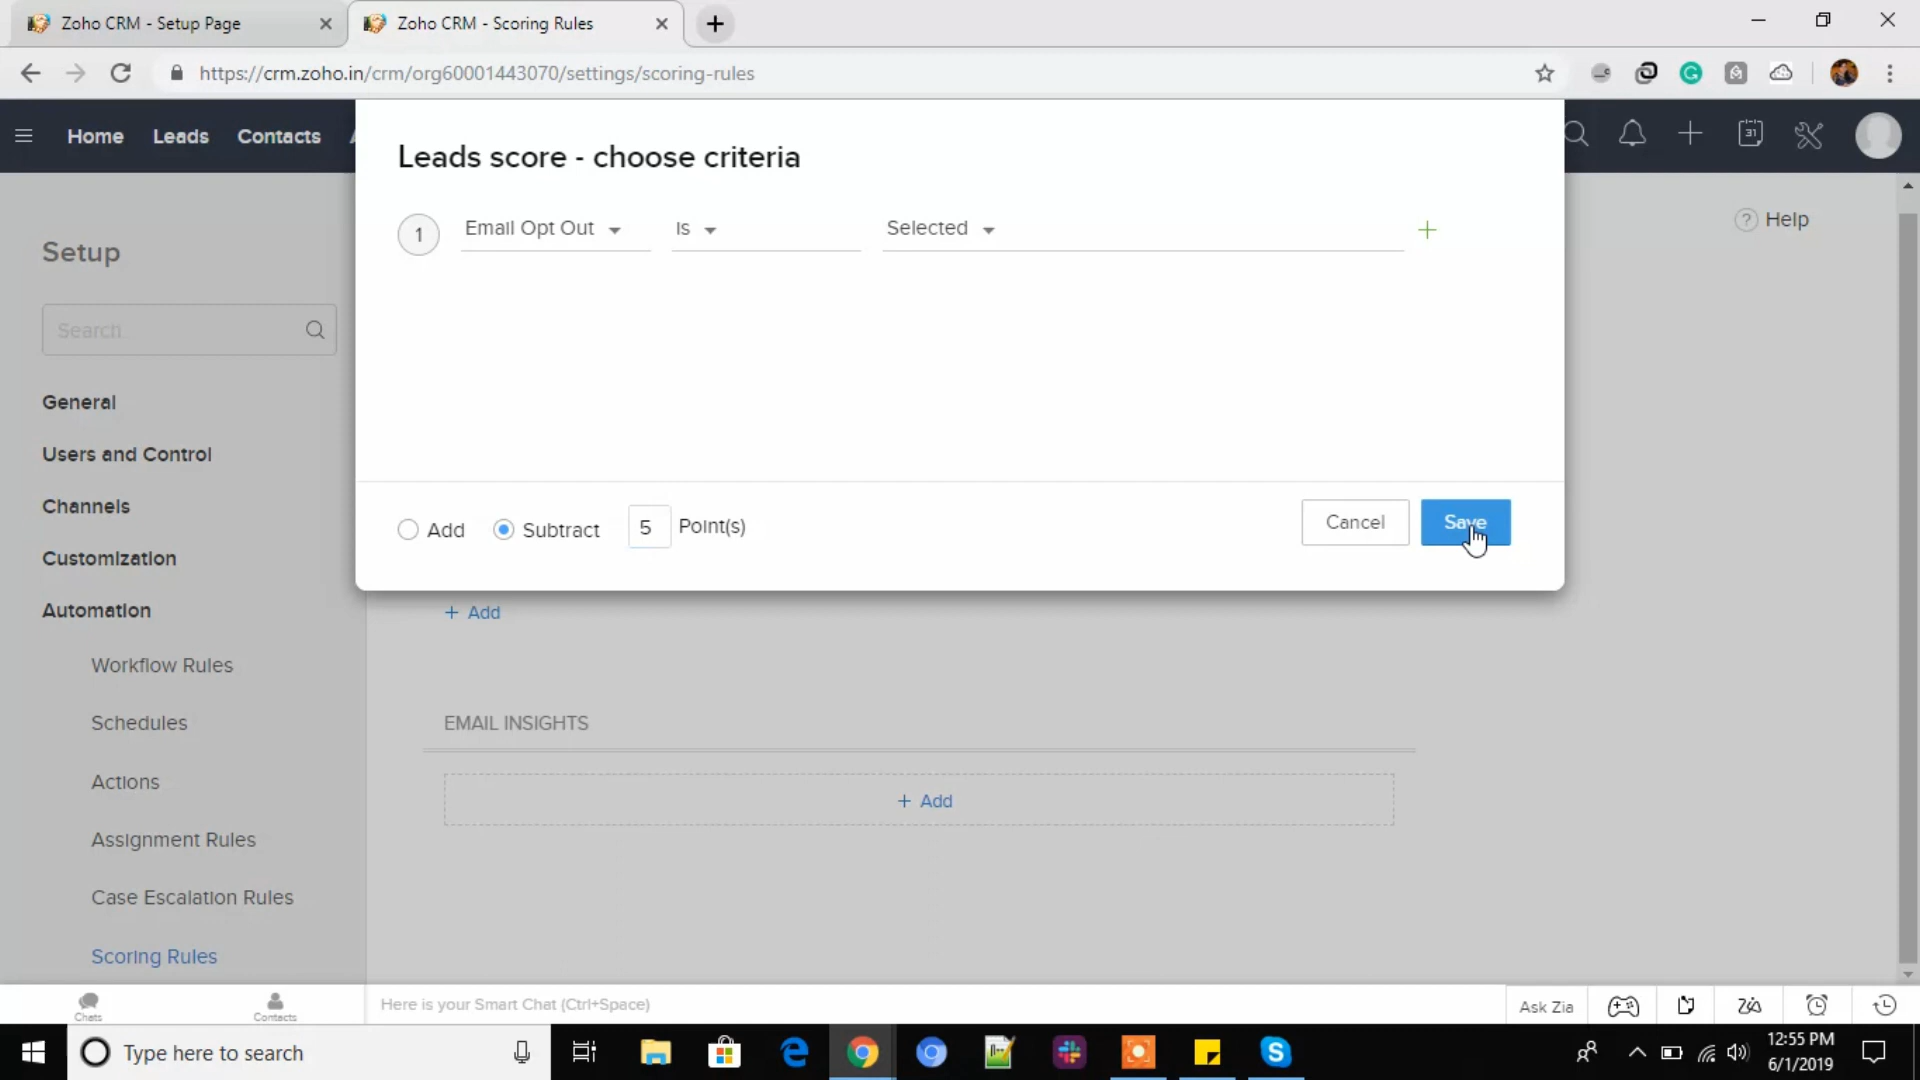 Zoho CRM - Setup Page
Zoho CRM - Scoring Rules
https://crm.zoho.in/crm/org60001443070/settings/scoring-rules
Home Leads Contacts
Leads score - choose criteria
1 Email Opt Out Is Selected
Help
Setup
Search
General
Users and Control
Channels
Customization
Automation
Workflow Rules
Schedules
Actions
Assignment Rules
Case Escalation Rules
Scoring Rules
Add Subtract 5 Point(s)
Cancel Save
+ Add
EMAIL INSIGHTS
+ Add
Chats Contacts Here is your Smart Chat (Ctrl+Space) Ask Zia
Type here to search
12:55 PM
6/1/2019